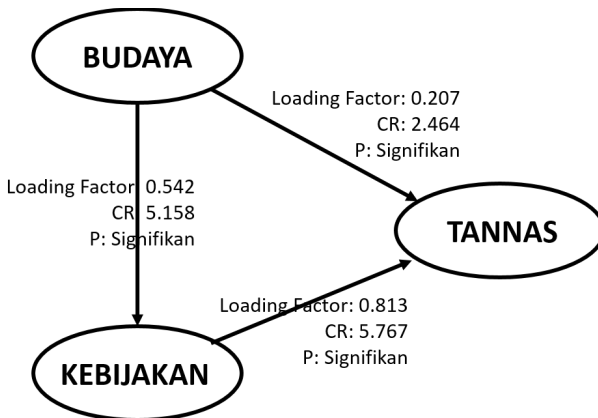 BUDAYA
Loading Factor: 0.207
CR: 2.464
P: Signifikan
Loading Factor: 0.542
CR: 5.158
P: Signifikan
TANNAS
Loading Factor: 0.813
CR: 5.767
P: Signifikan
KEBIJAKAN